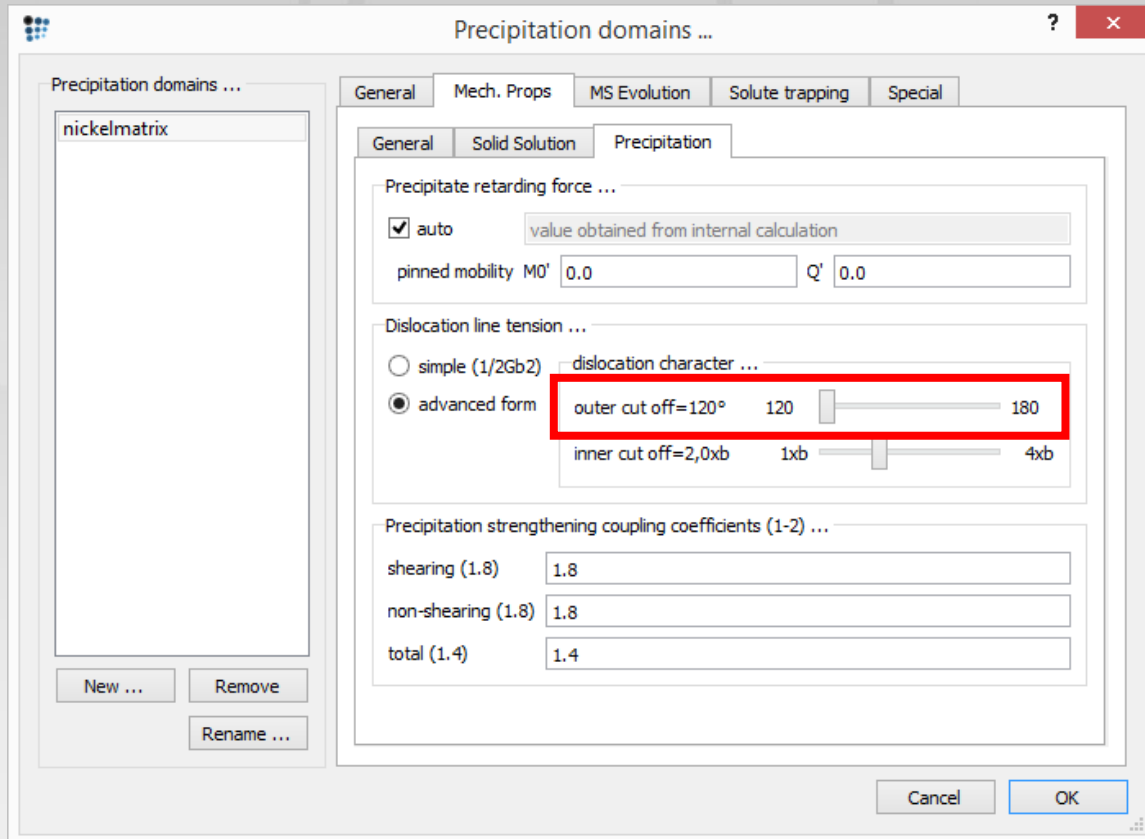 Precipitation domains ...
?
Precipitation domains ...
nickelmatrix
New ...
Remove
Rename ...
General
Mech. Props
MS Evolution
Solute trapping
Special
General
Solid Solution
Precipitation
Precipitate retarding force ...
auto
value obtained from internal calculation
pinned mobility M0' 0.0 Q' 0.0
Dislocation line tension ...
simple (1/2Gb2)
advanced form
dislocation character ...
outer cut off=120° 120 180
inner cut off=2,0xb 1xb 4xb
Precipitation strengthening coupling coefficients (1-2) ...
shearing (1.8) 1.8
non-shearing (1.8) 1.8
total (1.4) 1.4
Cancel
OK